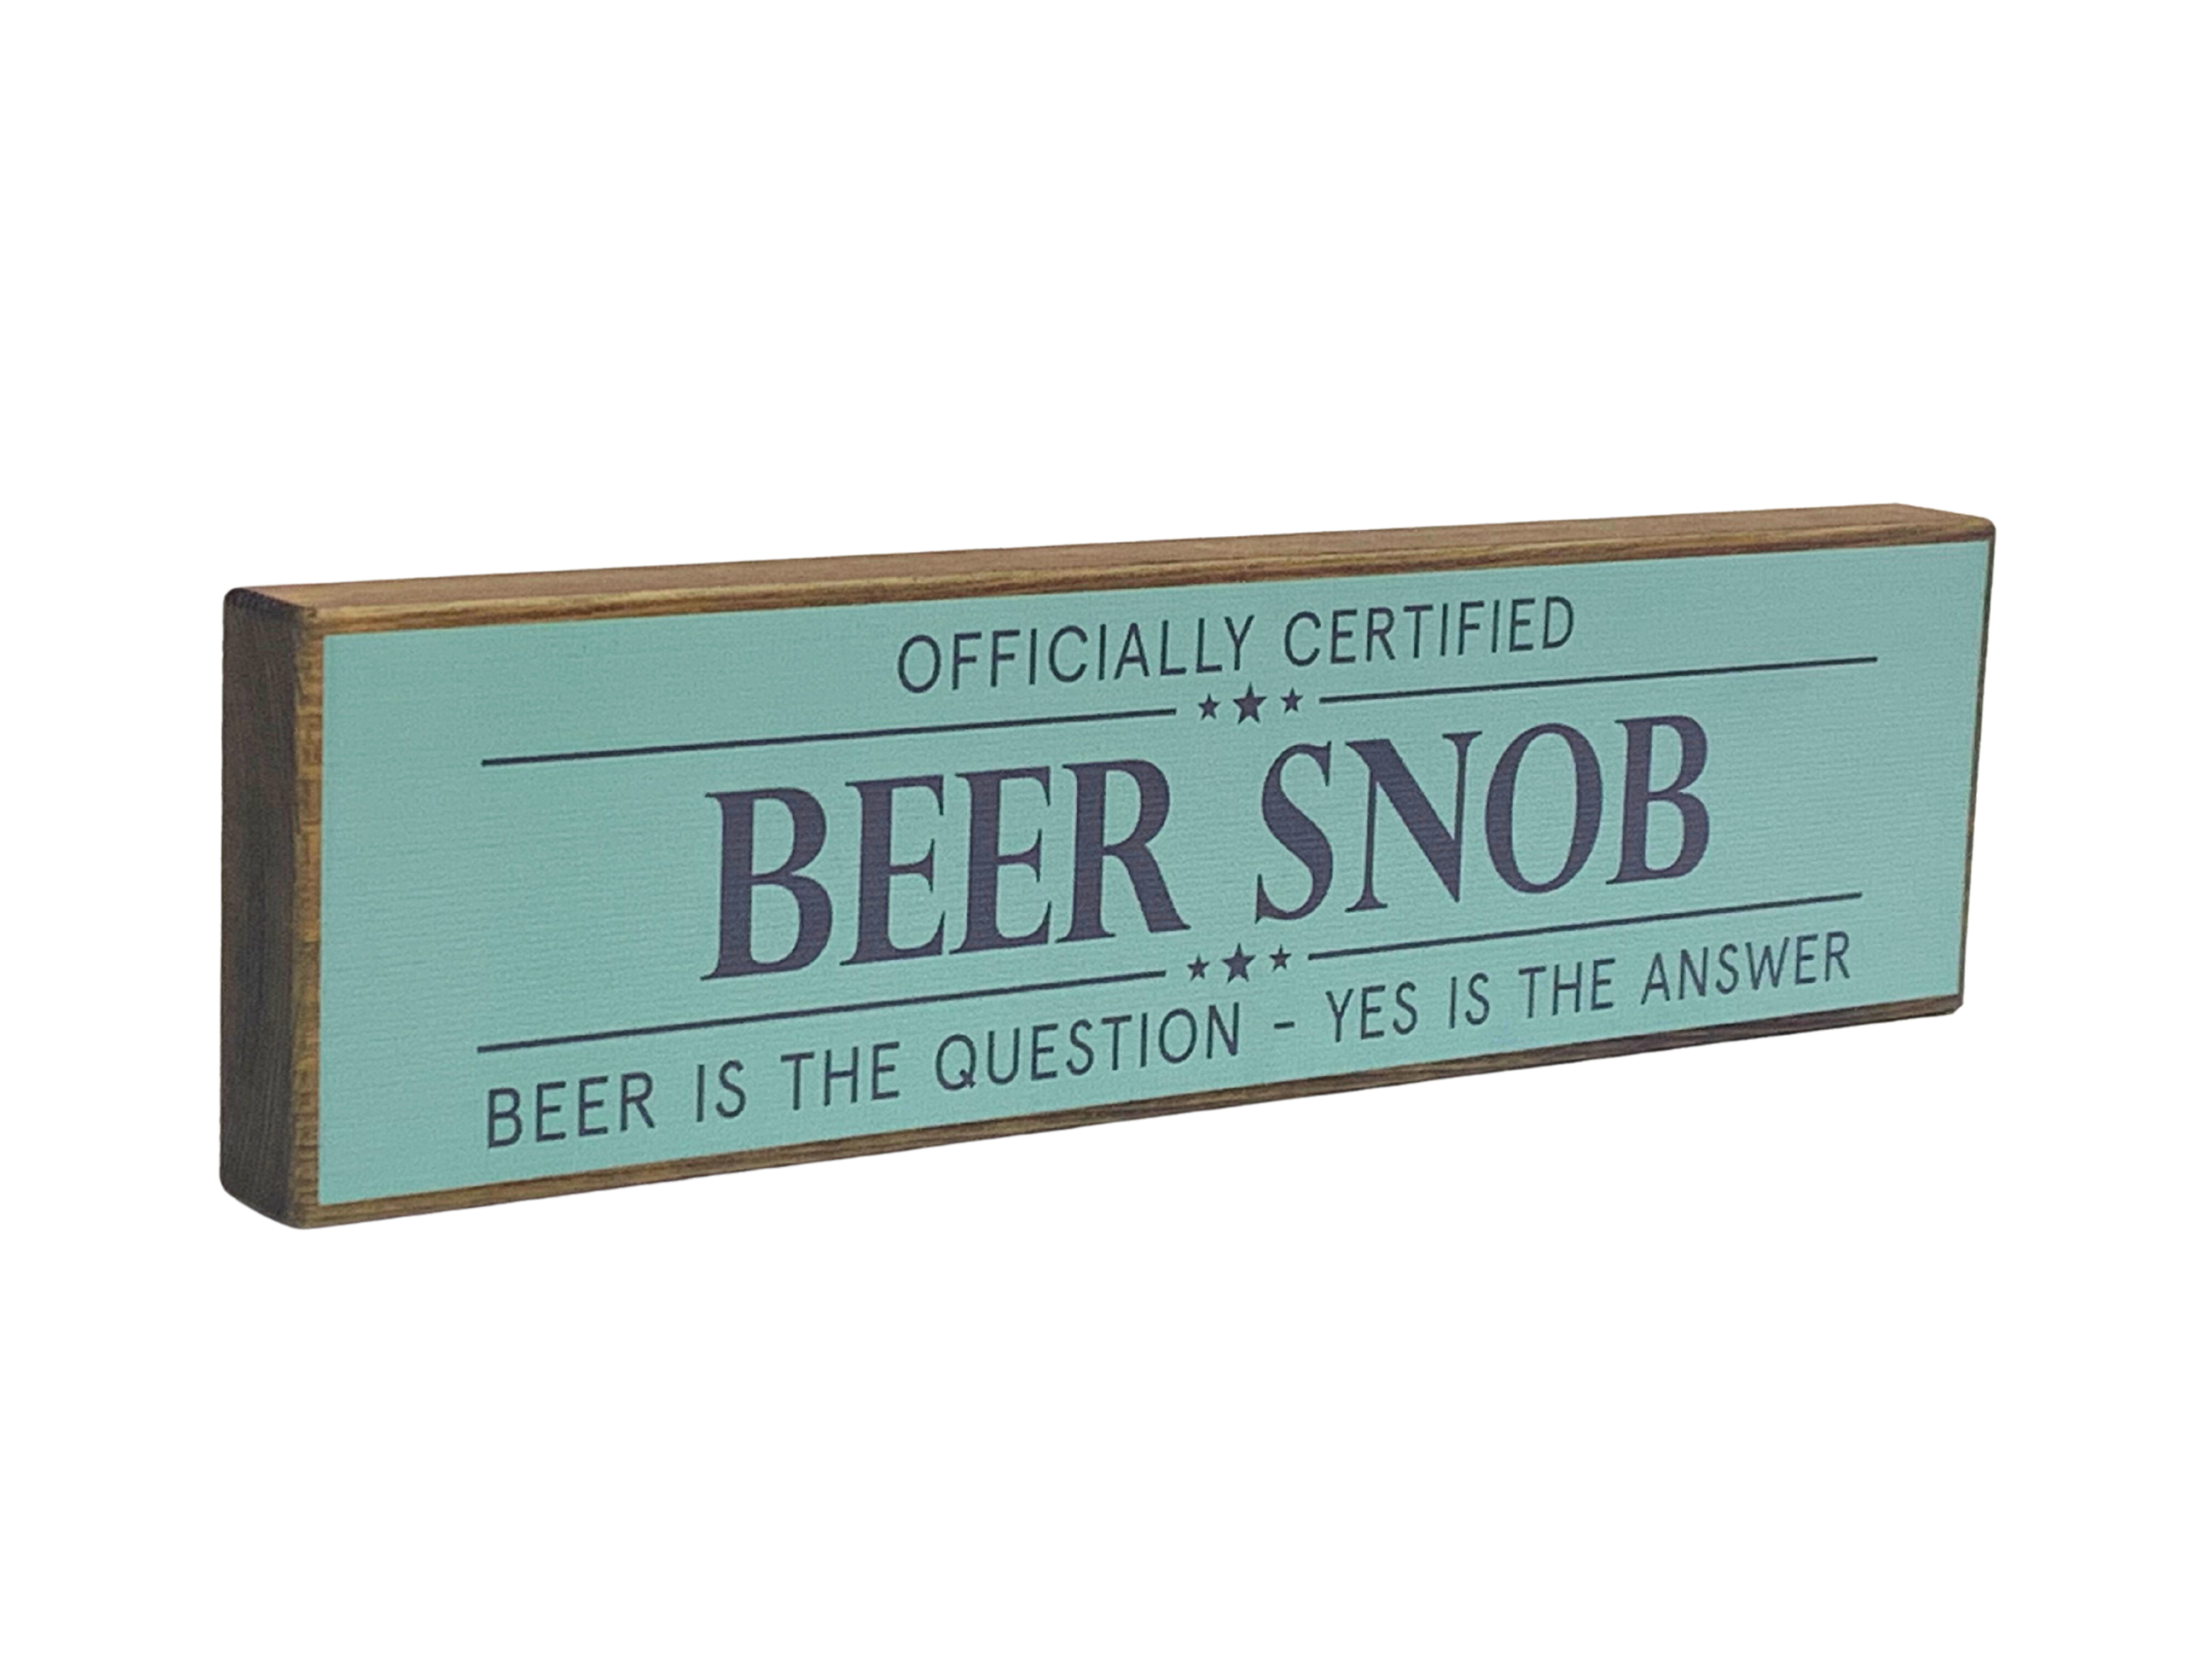 OFFICIALLY CERTIFIED
BEER SNOB
BEER IS THE QUESTION - YES IS THE ANSWER